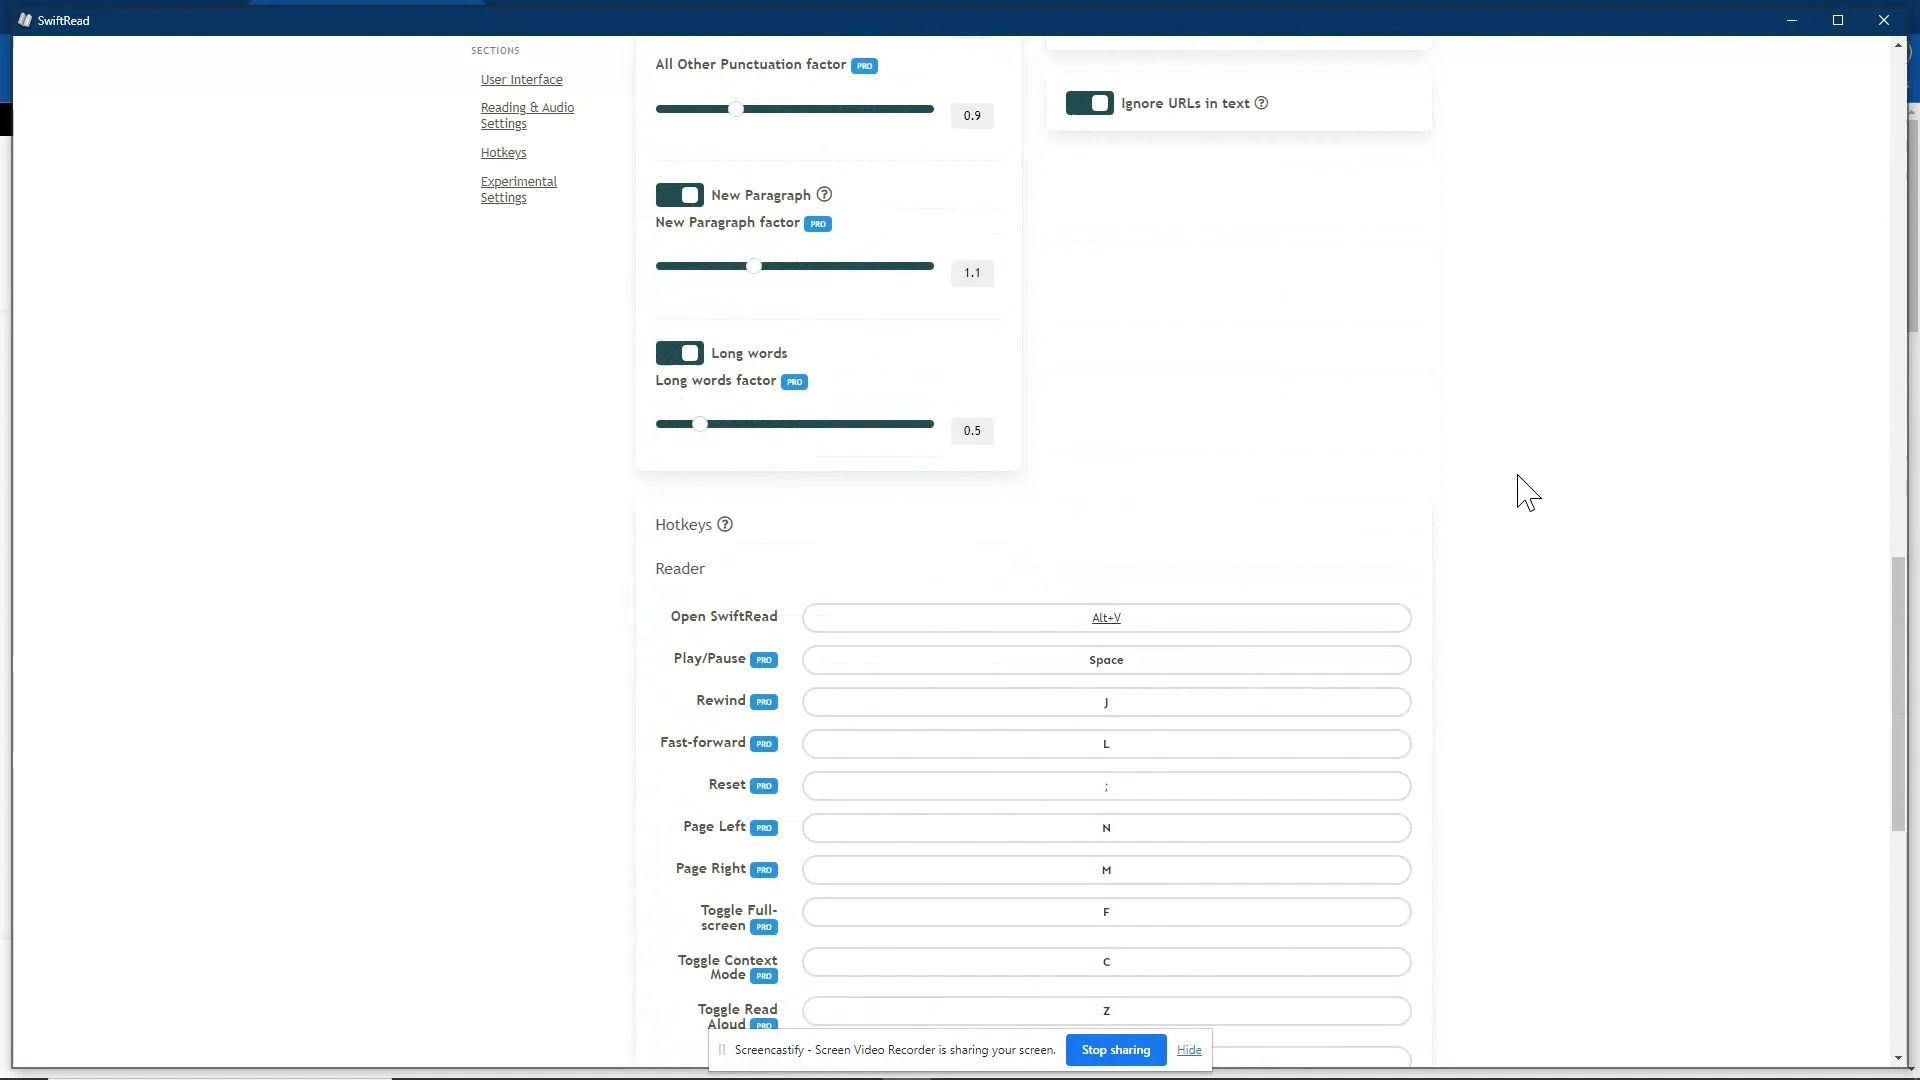 SwiftRead
SECTIONS
User Interface
Reading & Audio
Settings
Hotkeys
Experimental
Settings
All Other Punctuation factor PRO
0.9
New Paragraph ?
New Paragraph factor PRO
1.1
Long words
Long words factor PRO
0.5
Ignore URLs in text ?
Hotkeys ?
Reader
Open SwiftRead Alt+V
Play/Pause PRO Space
Rewind PRO J
Fast-forward PRO L
Reset PRO ;
Page Left PRO N
Page Right PRO M
Toggle Full-
screen PRO F
Toggle Context
Mode PRO C
Toggle Read
Aloud PRO Z
Screencastify - Screen Video Recorder is sharing your screen. Stop sharing Hide